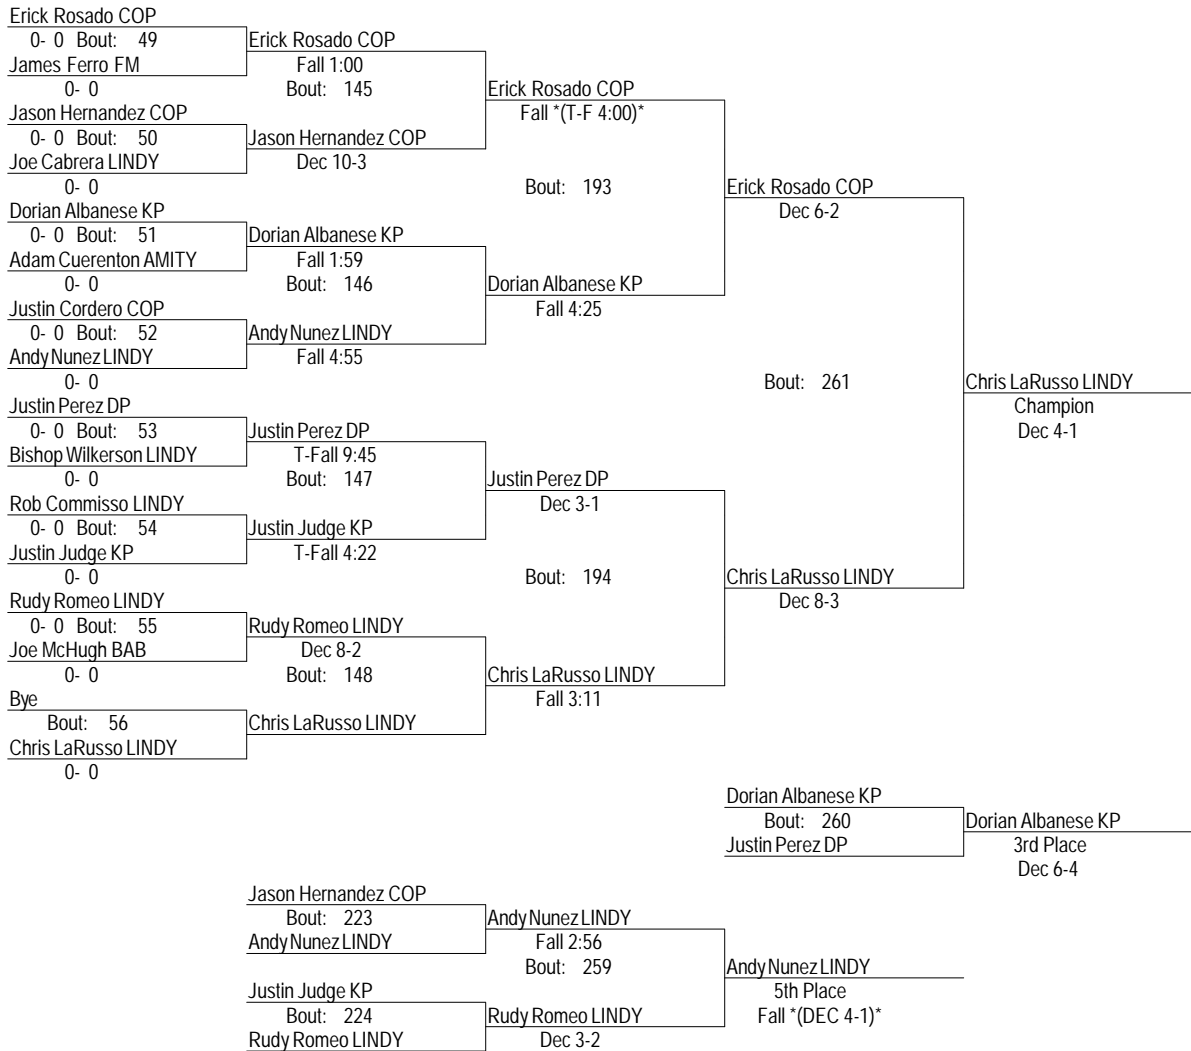 Erick Rosado COP
0- 0 Bout: 49
James Ferro FM
0- 0
Jason Hernandez COP
0- 0 Bout: 50
Joe Cabrera LINDY
0- 0
Dorian Albanese KP
0- 0 Bout: 51
Adam Cuerenton AMITY
0- 0
Justin Cordero COP
0- 0 Bout: 52
Andy Nunez LINDY
0- 0
Justin Perez DP
0- 0 Bout: 53
Bishop Wilkerson LINDY
0- 0
Rob Commisso LINDY
0- 0 Bout: 54
Justin Judge KP
0- 0
Rudy Romeo LINDY
0- 0 Bout: 55
Joe McHugh BAB
0- 0
Bye
Bout: 56
Chris LaRusso LINDY
0- 0
Erick Rosado COP
Fall 1:00
Bout: 145
Jason Hernandez COP
Dec 10-3
Dorian Albanese KP
Fall 1:59
Bout: 146
Andy Nunez LINDY
Fall 4:55
Justin Perez DP
T-Fall 9:45
Bout: 147
Justin Judge KP
T-Fall 4:22
Rudy Romeo LINDY
Dec 8-2
Bout: 148
Chris LaRusso LINDY
Erick Rosado COP
Fall *(T-F 4:00)*
Bout: 193
Dorian Albanese KP
Fall 4:25
Justin Perez DP
Dec 3-1
Bout: 194
Chris LaRusso LINDY
Fall 3:11
Erick Rosado COP
Dec 6-2
Bout: 261
Chris LaRusso LINDY
Dec 8-3
Chris LaRusso LINDY
Champion
Dec 4-1
Dorian Albanese KP
Bout: 260
Justin Perez DP
Dorian Albanese KP
3rd Place
Dec 6-4
Jason Hernandez COP
Bout: 223
Andy Nunez LINDY
Justin Judge KP
Bout: 224
Rudy Romeo LINDY
Andy Nunez LINDY
Fall 2:56
Bout: 259
Rudy Romeo LINDY
Dec 3-2
Andy Nunez LINDY
5th Place
Fall *(DEC 4-1)*